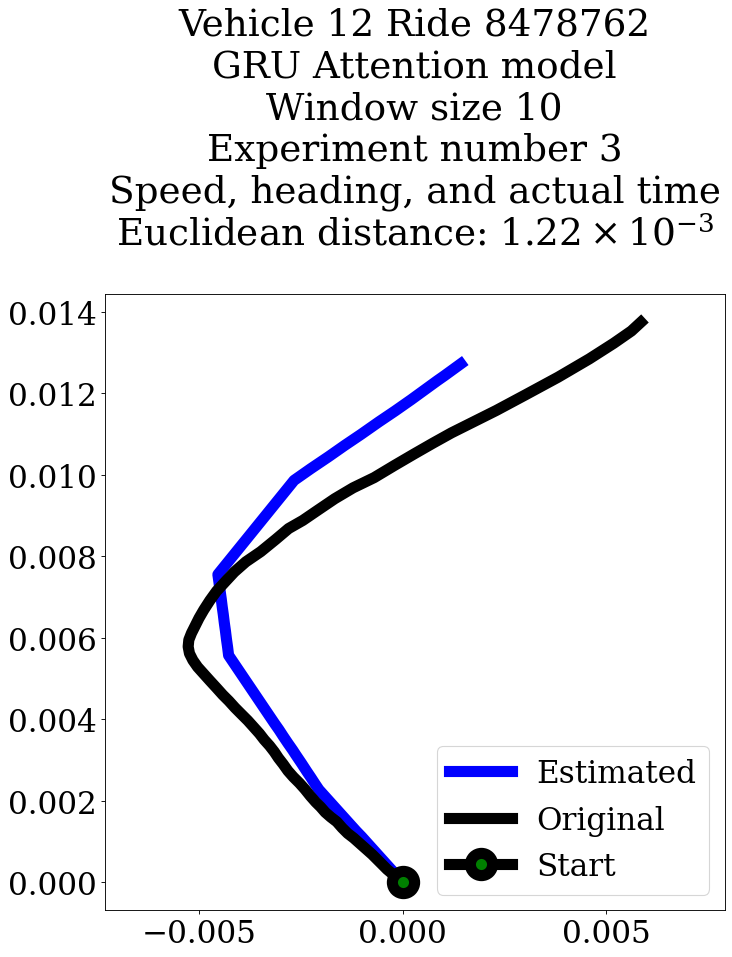 Vehicle 12 Ride 8478762
GRU Attention model
Window size 10
Experiment number 3
Speed, heading, and actual time
Euclidean distance: 1.22 × 10⁻³
0.014
0.012
0.010
0.008
0.006
0.004
0.002
0.000
−0.005
0.000
0.005
Estimated
Original
Start